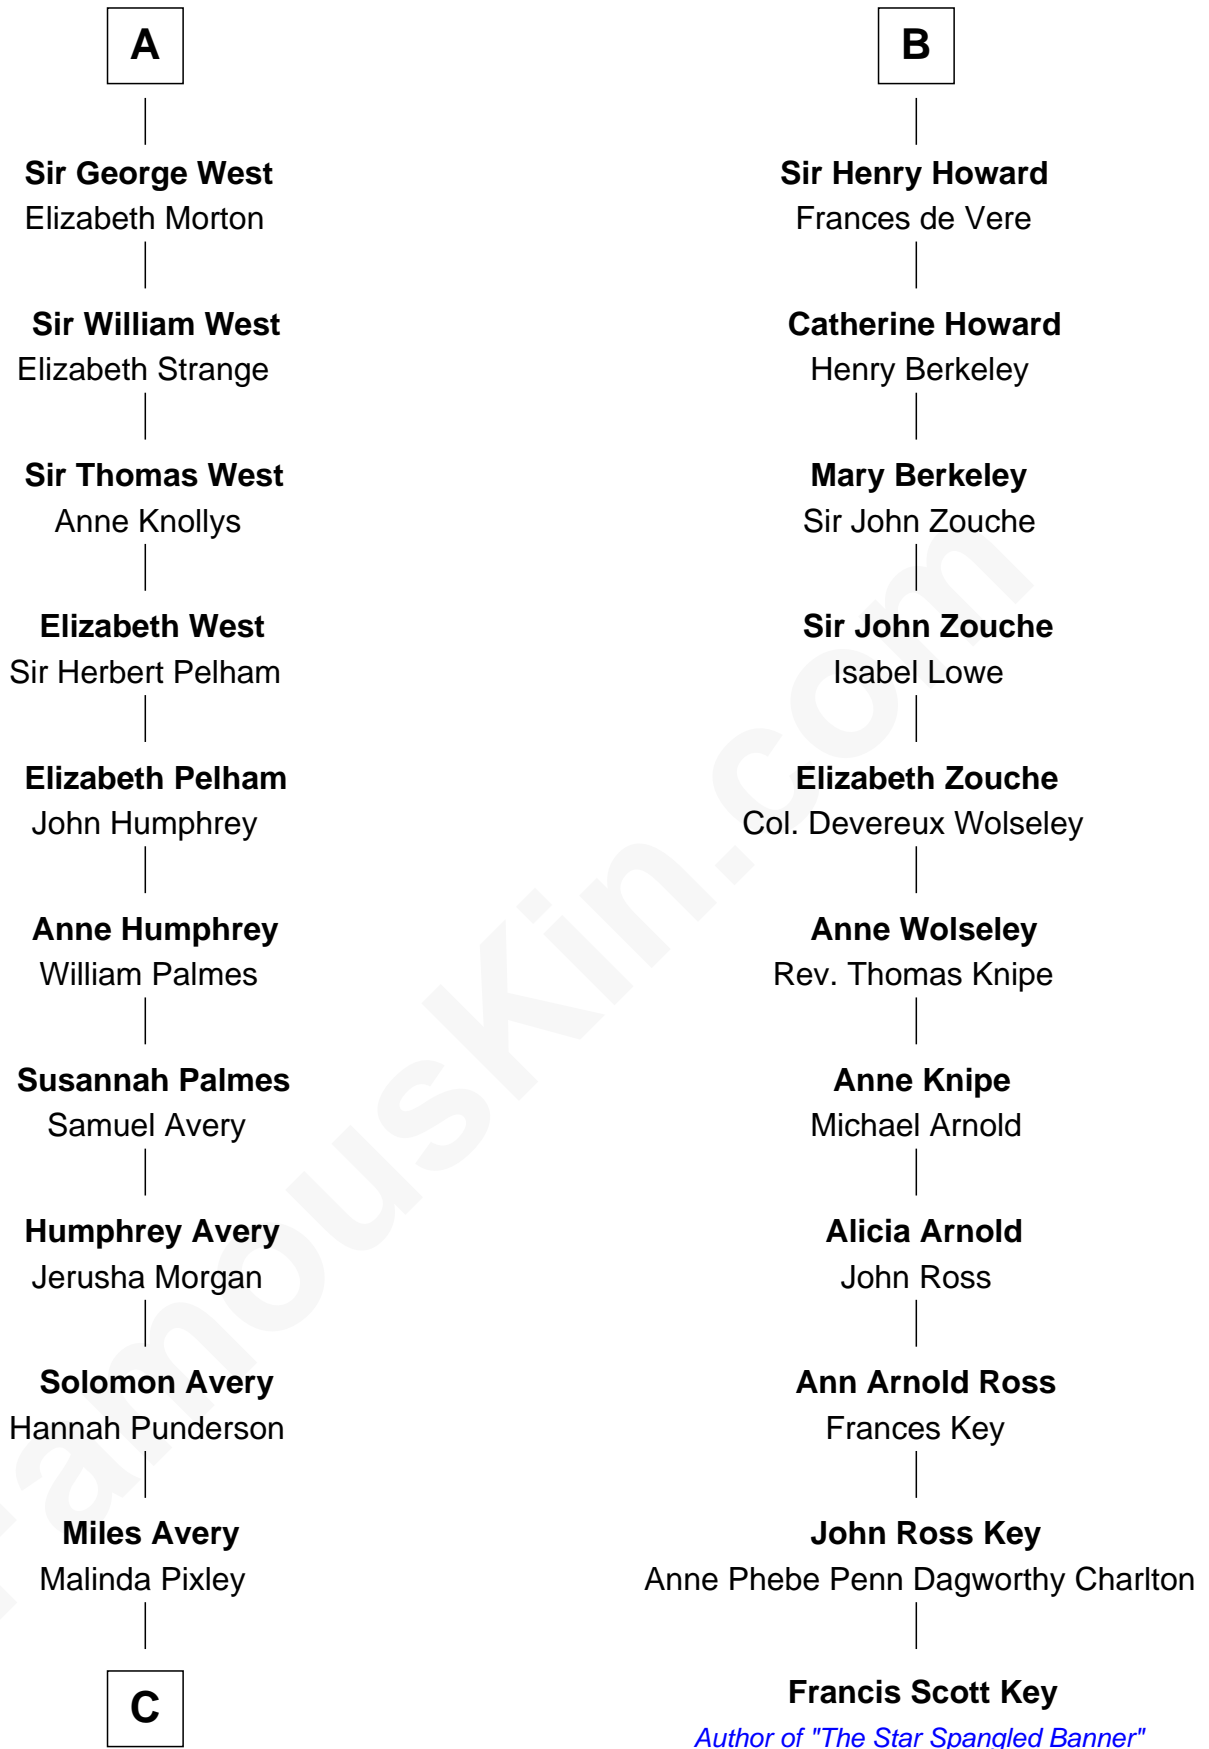 A
Sir George West
Elizabeth Morton
Sir William West
Elizabeth Strange
Sir Thomas West
Anne Knollys
Elizabeth West
Sir Herbert Pelham
Elizabeth Pelham
John Humphrey
Anne Humphrey
William Palmes
Susannah Palmes
Samuel Avery
Humphrey Avery
Jerusha Morgan
Solomon Avery
Hannah Punderson
Miles Avery
Malinda Pixley
C
B
Sir Henry Howard
Frances de Vere
Catherine Howard
Henry Berkeley
Mary Berkeley
Sir John Zouche
Sir John Zouche
Isabel Lowe
Elizabeth Zouche
Col. Devereux Wolseley
Anne Wolseley
Rev. Thomas Knipe
Anne Knipe
Michael Arnold
Alicia Arnold
John Ross
Ann Arnold Ross
Frances Key
John Ross Key
Anne Phebe Penn Dagworthy Charlton
Francis Scott Key
Author of "The Star Spangled Banner"
FamousKin.com